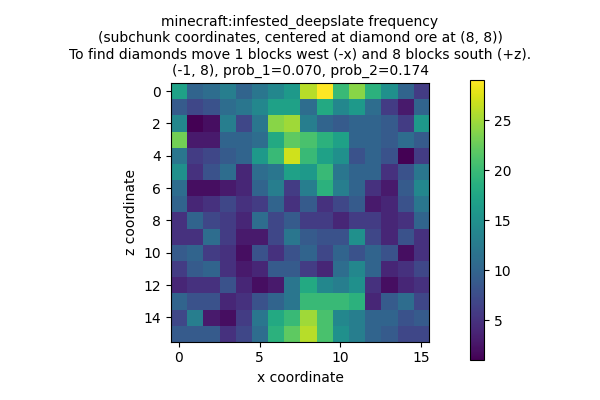 minecraft:infested_deepslate frequency
(subchunk coordinates, centered at diamond ore at (8, 8))
To find diamonds move 1 blocks west (-x) and 8 blocks south (+z).
(-1, 8), prob_1=0.070, prob_2=0.174
0
2
4
6
8
10
12
14
z coordinate
0
5
10
15
x coordinate
25
20
15
10
5